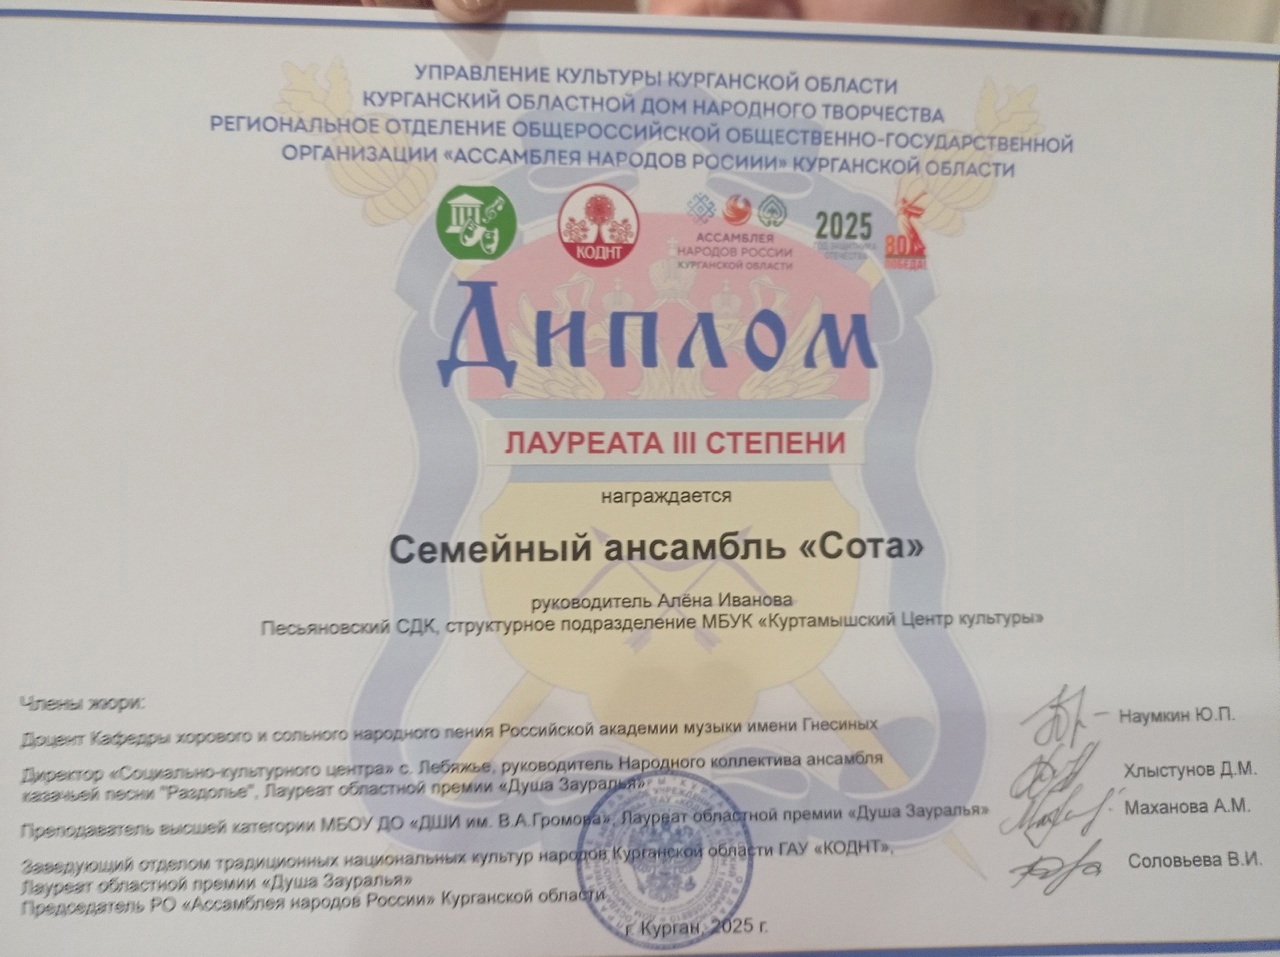 УПРАВЛЕНИЕ КУЛЬТУРЫ КУРГАНСКОЙ ОБЛАСТИ
КУРГАНСКИЙ ОБЛАСТНОЙ ДОМ НАРОДНОГО ТВОРЧЕСТВА
РЕГИОНАЛЬНОЕ ОТДЕЛЕНИЕ ОБЩЕРОССИЙСКОЙ ОБЩЕСТВЕННО-ГОСУДАРСТВЕННОЙ
ОРГАНИЗАЦИИ «АССАМБЛЕЯ НАРОДОВ РОСИИИ» КУРГАНСКОЙ ОБЛАСТИ
КОДНТ
АССАМБЛЕЯ
НАРОДОВ РОССИИ
КУРГАНСКОЙ ОБЛАСТИ
2025
ГОД ЗАЩИТНИКА
ОТЕЧЕСТВА
80
ПОБЕДА!
Диплом
ЛАУРЕАТА III СТЕПЕНИ
награждается
Семейный ансамбль «Сота»
руководитель Алёна Иванова
Песьяновский СДК, структурное подразделение МБУК «Куртамышский Центр культуры»
Члены жюри:
Доцент Кафедры хорового и сольного народного пения Российской академии музыки имени Гнесиных
Наумкин Ю.П.
Директор «Социально-культурного центра» с. Лебяжье, руководитель Народного коллектива ансамбля
казачьей песни "Раздолье", Лауреат областной премии «Душа Зауралья»
Хлыстунов Д.М.
Преподаватель высшей категории МБОУ ДО «ДШИ им. В.А.Громова», Лауреат областной премии «Душа Зауралья»
Маханова А.М.
Заведующий отделом традиционных национальных культур народов Курганской области ГАУ «КОДНТ»,
Лауреат областной премии «Душа Зауралья»
Председатель РО «Ассамблея народов России» Курганской области
Соловьева В.И.
г. Курган, 2025 г.